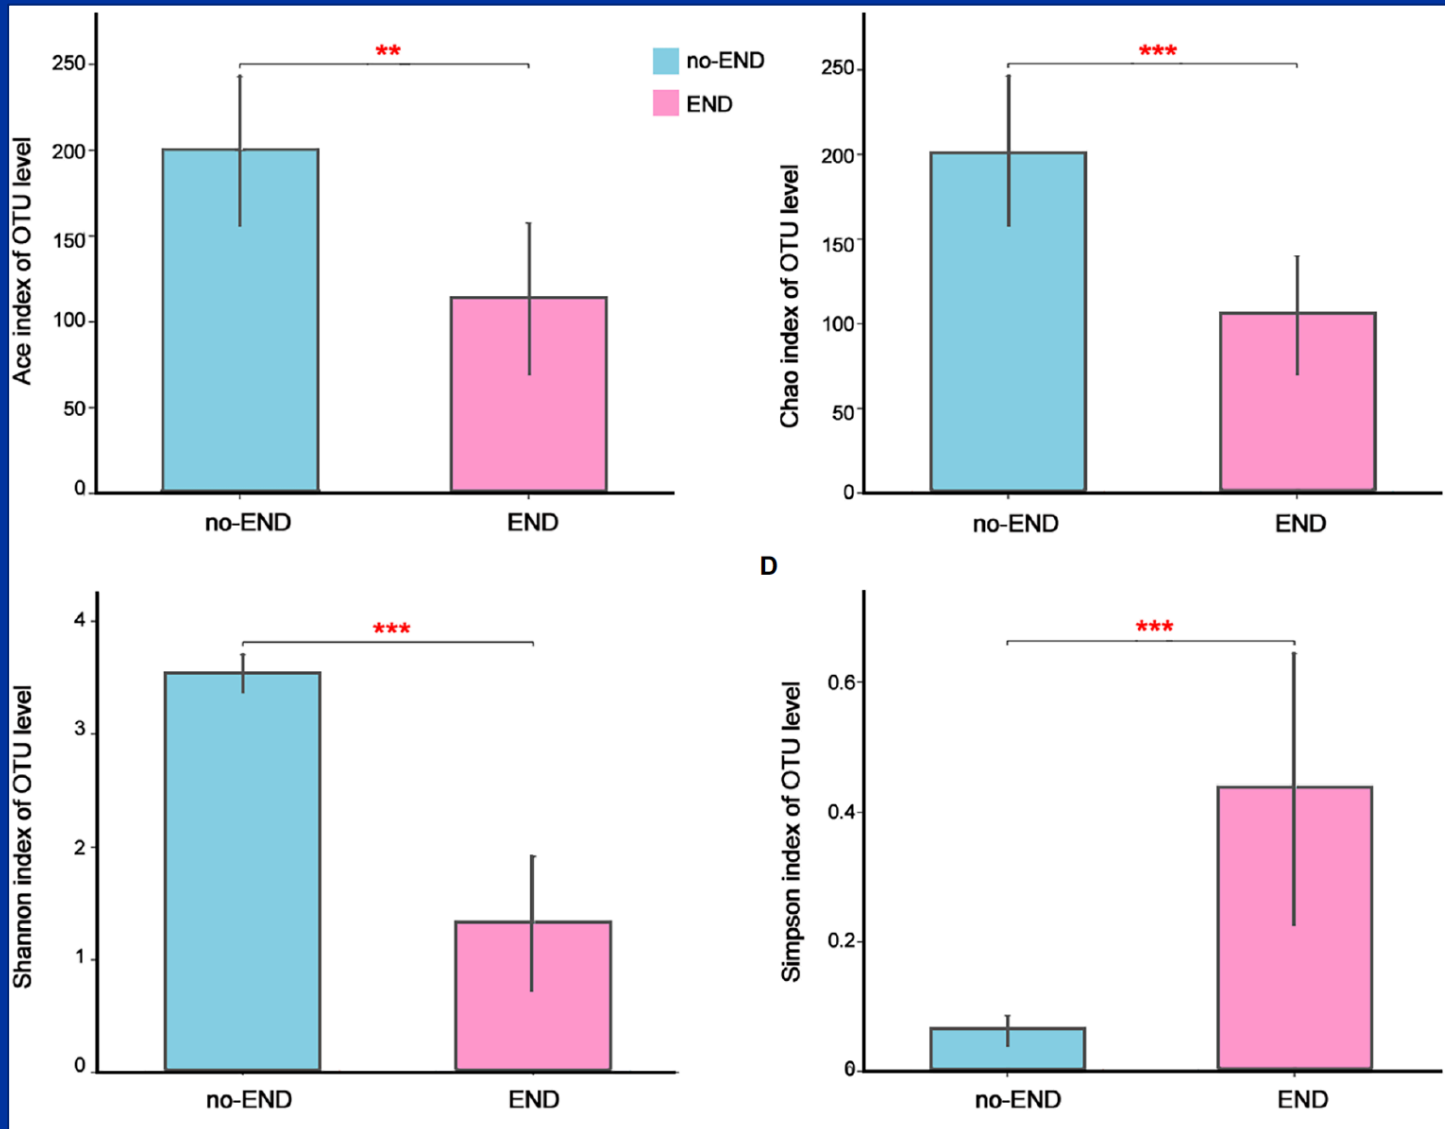 Ace index of OTU level
250
200
150
100
50
0
**
no-END
END
no-END
END
Chao index of OTU level
250
200
150
100
50
0
***
no-END
END
Shannon index of OTU level
4
3
2
1
0
***
no-END
END
D
Simpson index of OTU level
0.6
0.4
0.2
0
***
no-END
END